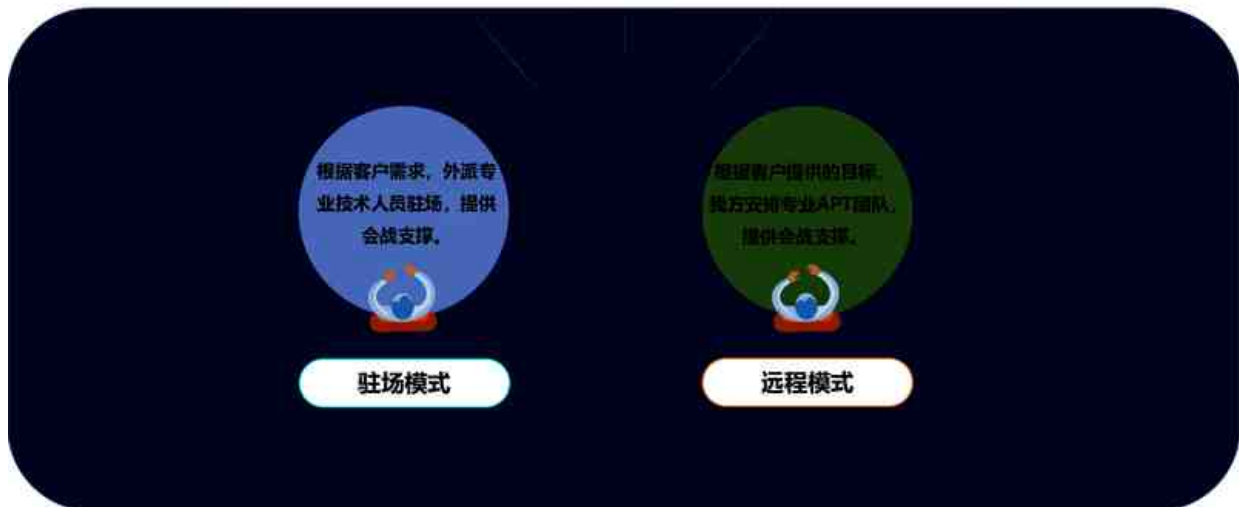 根据客户需求，外派专
业技术人员驻场，提供
会战支撑。
驻场模式
根据客户提供的目标，
我方安排专业APT团队，
提供会战支撑。
远程模式